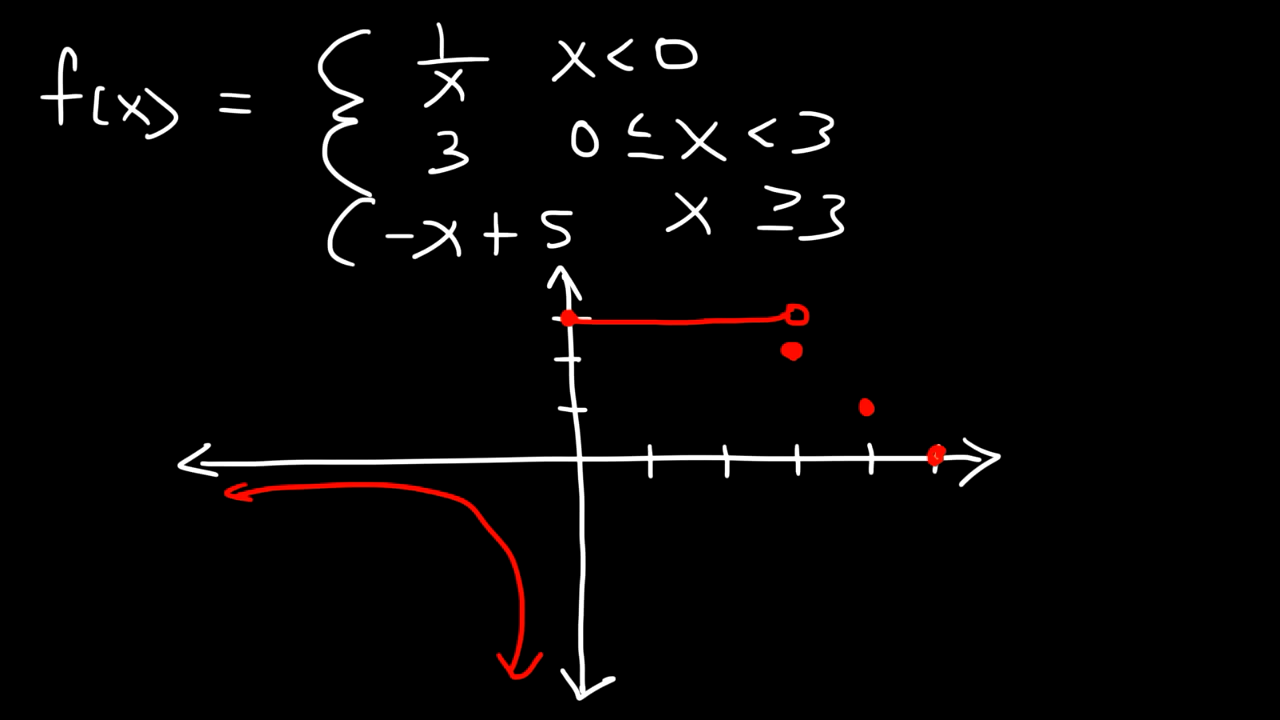 f(x) = { 1/x x < 0
3 0 ≤ x < 3
-x + 5 x ≥ 3